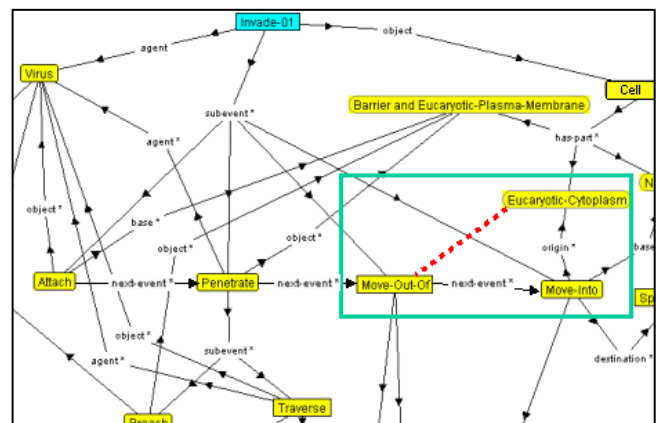 Invade-01
object
agent
Virus
Cell
Barrier and Eucaryotic-Plasma-Membrane
subevent*
has-part*
agent*
N
Eucaryotic-Cytoplasm
object*
base*
object*
object*
origin*
base
Attach
next-event*
Penetrate
next-event*
Move-Out-Of
next-event*
Move-Into
Sp
object*
subevent*
destination*
agent*
Traverse
Breach